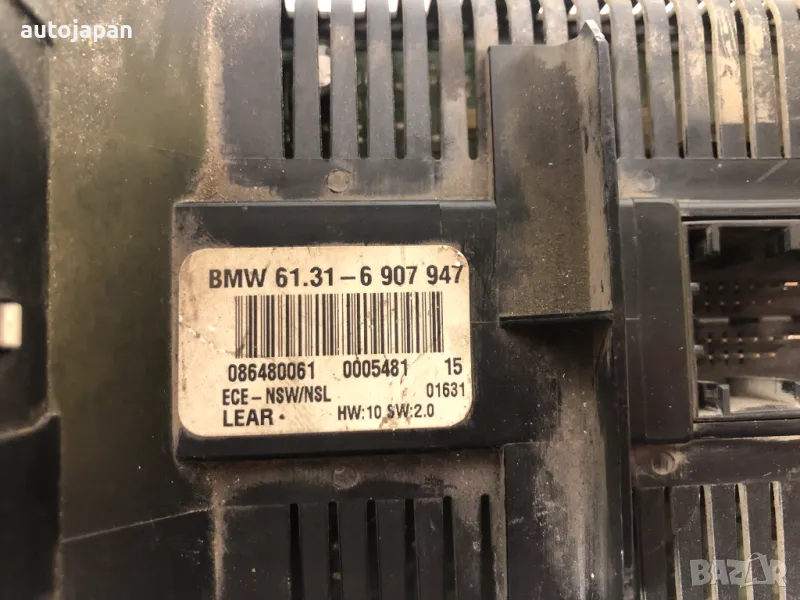 autojapan
BMW 61.31-6 907 947
086480061 0005481 15
ECE-NSW/NSL 01631
LEAR· HW:10 SW:2.0
BAZAR